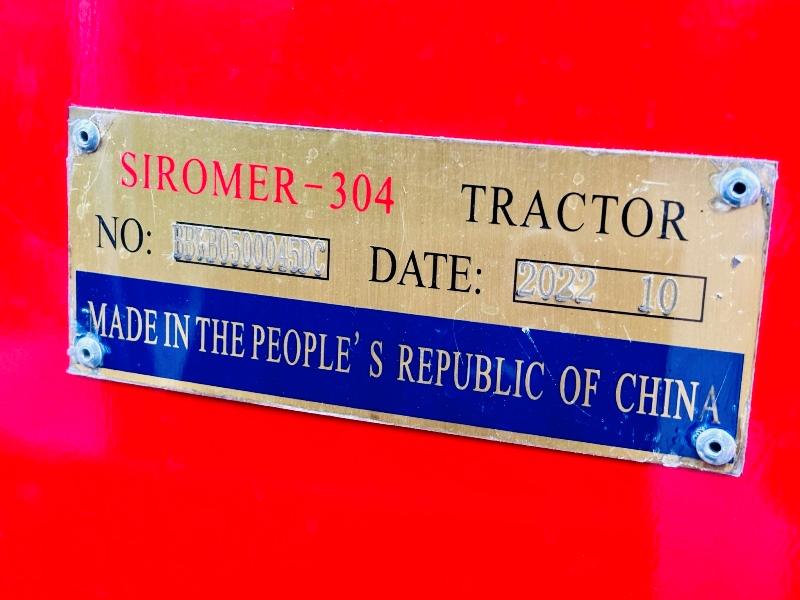 SIROMER-304 TRACTOR
NO: DATE: 2022 10
MADE IN THE PEOPLE'S REPUBLIC OF CHINA